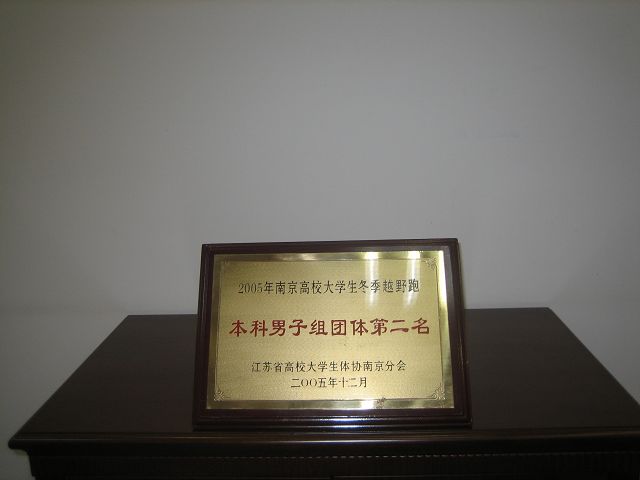 2005年南京高校大学生冬季越野跑
本科男子组团体第二名
江苏省高校大学生体协南京分会
二〇〇五年十二月